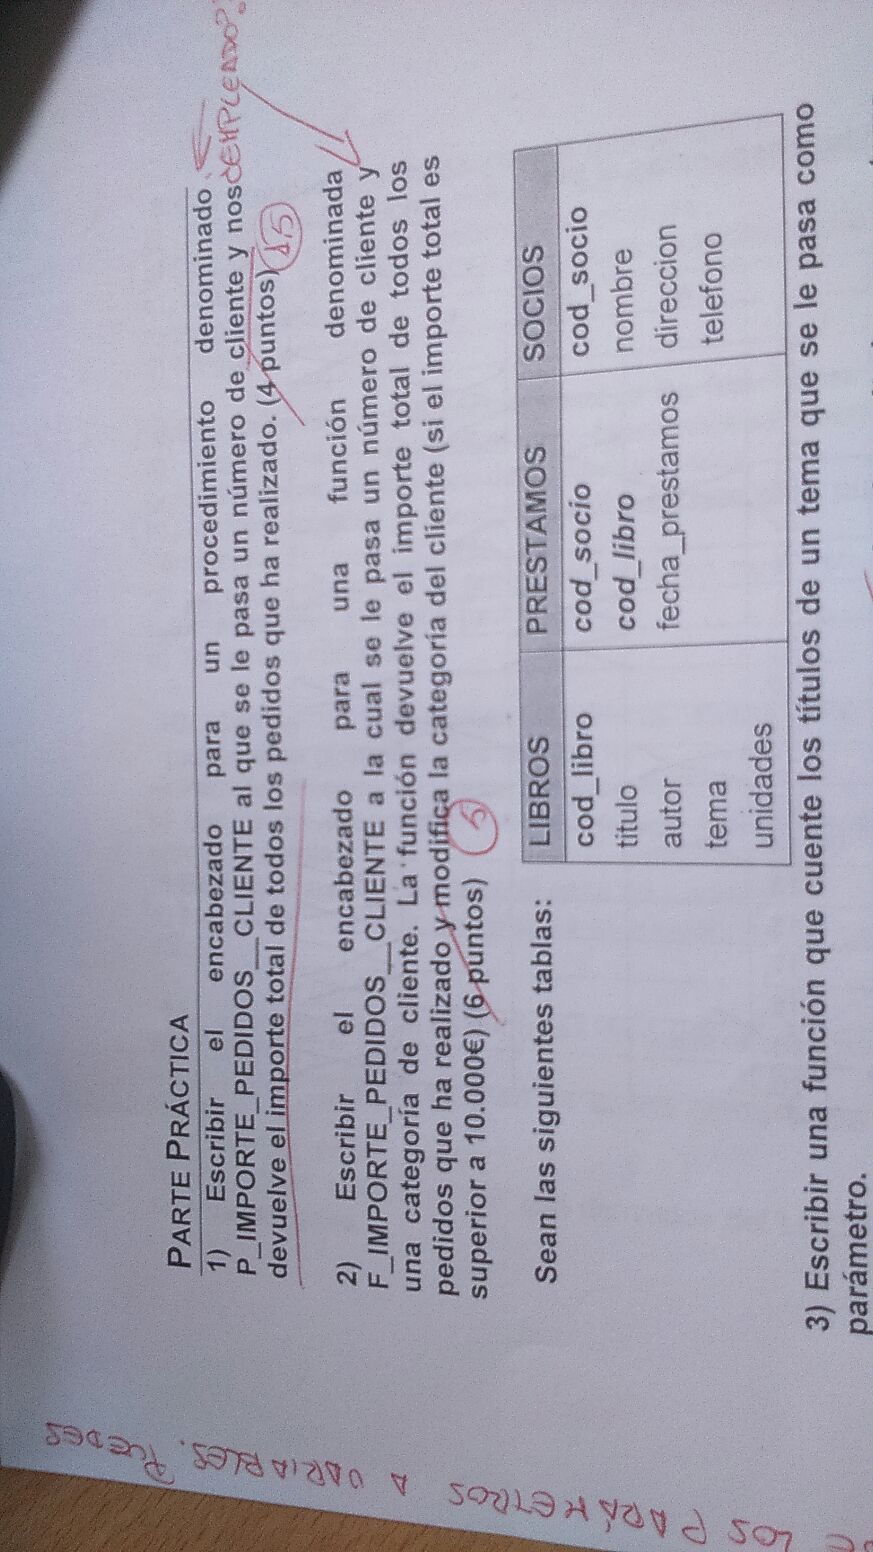 PARTE PRÁCTICA
1) Escribir el encabezado para un procedimiento denominado
P_IMPORTE_PEDIDOS__CLIENTE al que se le pasa un número de cliente y nos
devuelve el importe total de todos los pedidos que ha realizado. (4 puntos)
¿EMPLEADO?
2) Escribir el encabezado para una función denominada
F_IMPORTE_PEDIDOS__CLIENTE a la cual se le pasa un número de cliente y
una categoría de cliente. La función devuelve el importe total de todos los
pedidos que ha realizado y modifica la categoría del cliente (si el importe total es
superior a 10.000€) (6 puntos)
5
Sean las siguientes tablas:
LIBROS PRESTAMOS SOCIOS
cod_libro cod_socio cod_socio
título cod_libro nombre
autor fecha_prestamos direccion
tema telefono
unidades
3) Escribir una función que cuente los títulos de un tema que se le pasa como
parámetro.
LOS PARÁMETROS A VARIABLES. PUEDES